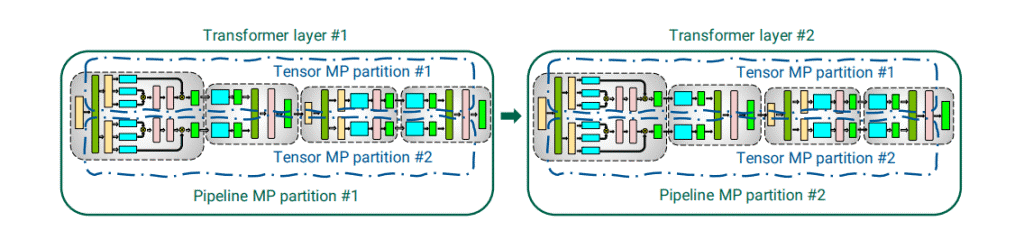 Transformer layer #1
Transformer layer #2
Tensor MP partition #1
Tensor MP partition #1
Tensor MP partition #2
Tensor MP partition #2
Pipeline MP partition #1
Pipeline MP partition #2